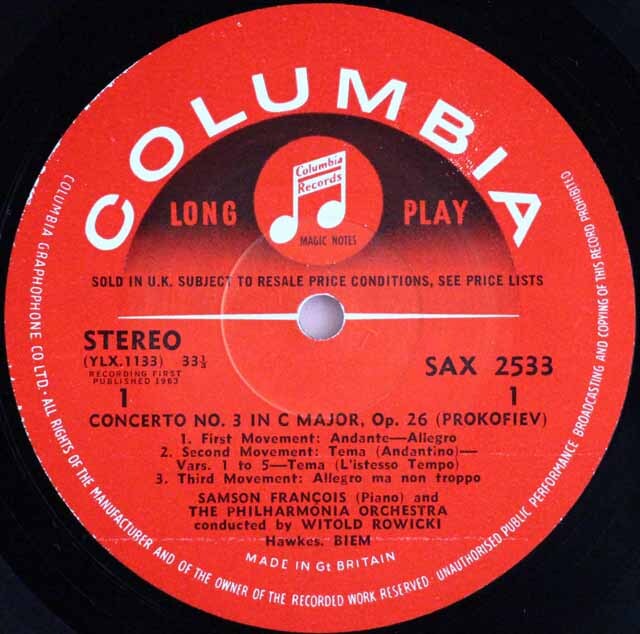 COLUMBIA
Columbia
Records
LONG PLAY
MAGIC NOTES
SOLD IN U.K. SUBJECT TO RESALE PRICE CONDITIONS, SEE PRICE LISTS
STEREO
(YLX.1133) 33⅓
RECORDING FIRST
PUBLISHED 1963
SAX 2533
1 1
CONCERTO NO. 3 IN C MAJOR, Op. 26 (PROKOFIEV)
1. First Movement: Andante—Allegro
2. Second Movement: Tema (Andantino)—
Vars. 1 to 5—Tema (L'istesso Tempo)
3. Third Movement: Allegro ma non troppo
SAMSON FRANÇOIS (Piano) and
THE PHILHARMONIA ORCHESTRA
conducted by WITOLD ROWICKI
Hawkes. BIEM
MADE IN Gt BRITAIN
COLUMBIA GRAPHOPHONE CO LTD · ALL RIGHTS OF THE MANUFACTURER AND OF THE OWNER OF THE RECORDED WORK RESERVED · UNAUTHORISED PUBLIC PERFORMANCE BROADCASTING AND COPYING OF THIS RECORD PROHIBITED